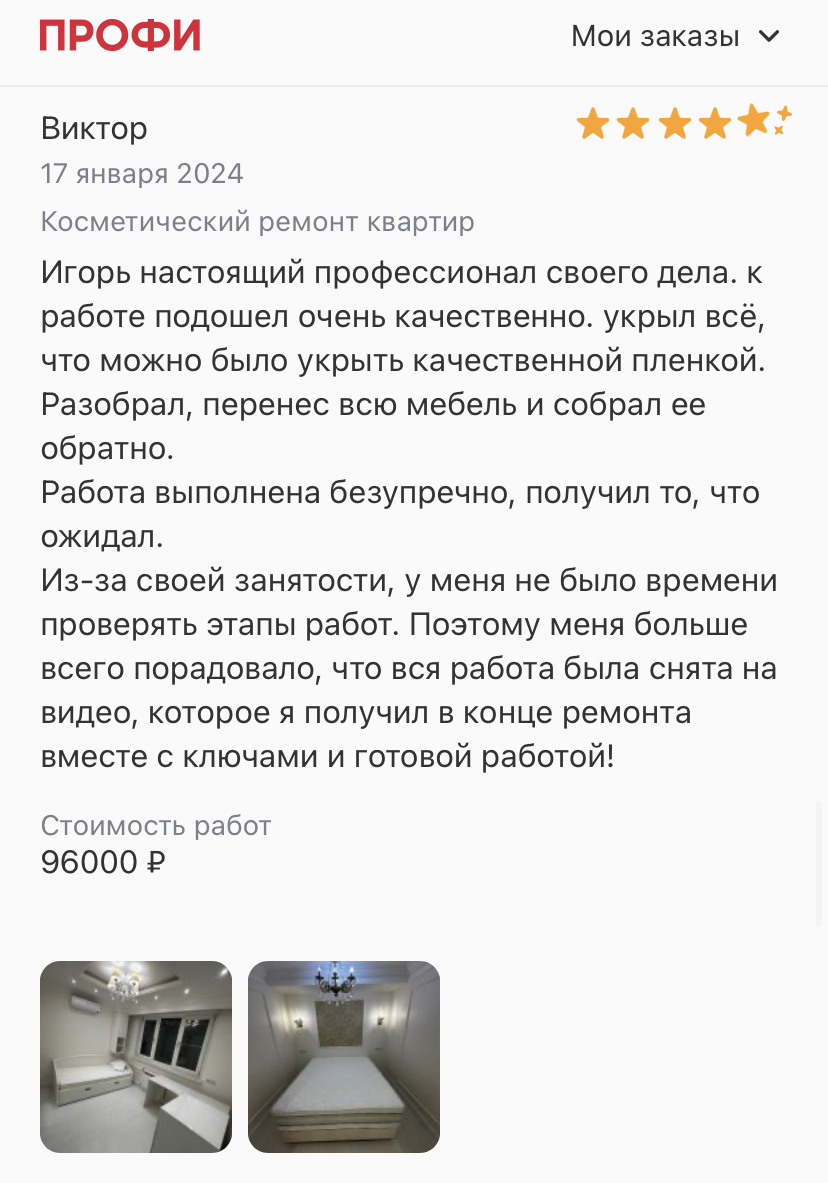 ПРОФИ
Мои заказы
Виктор
17 января 2024
Косметический ремонт квартир
Игорь настоящий профессионал своего дела. к
работе подошел очень качественно. укрыл всё,
что можно было укрыть качественной пленкой.
Разобрал, перенес всю мебель и собрал ее
обратно.
Работа выполнена безупречно, получил то, что
ожидал.
Из-за своей занятости, у меня не было времени
проверять этапы работ. Поэтому меня больше
всего порадовало, что вся работа была снята на
видео, которое я получил в конце ремонта
вместе с ключами и готовой работой!
Стоимость работ
96000 ₽